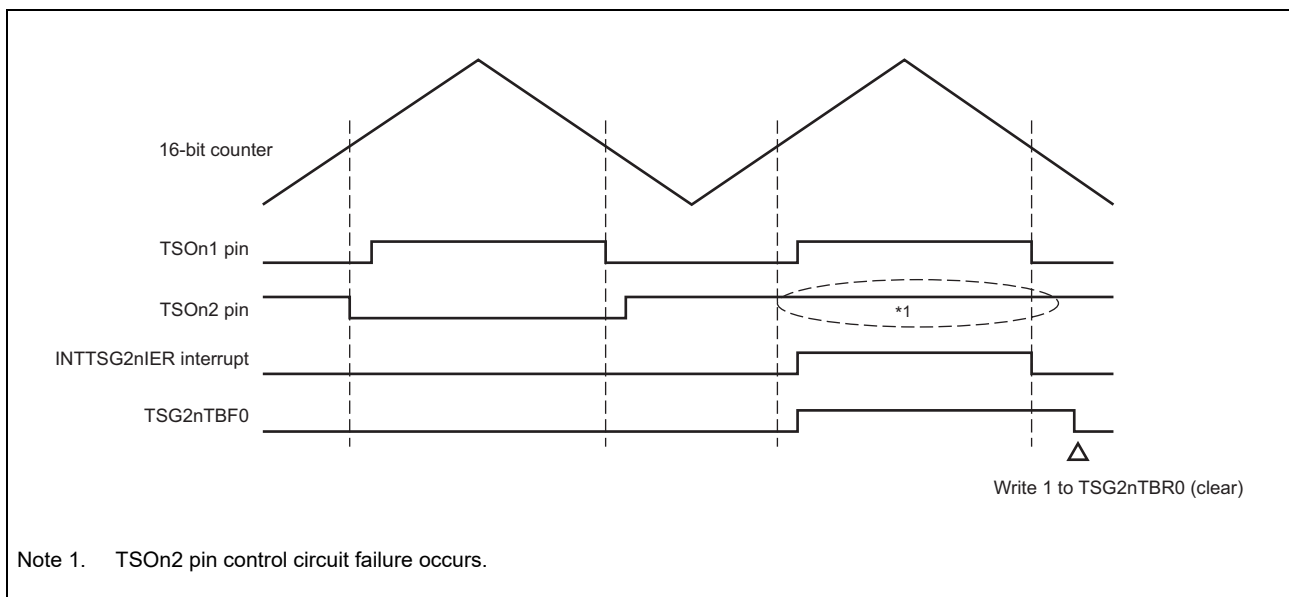 16-bit counter
TSOn1 pin
TSOn2 pin
*1
INTTSG2nIER interrupt
TSG2nTBF0
Write 1 to TSG2nTBR0 (clear)
Note 1. TSOn2 pin control circuit failure occurs.